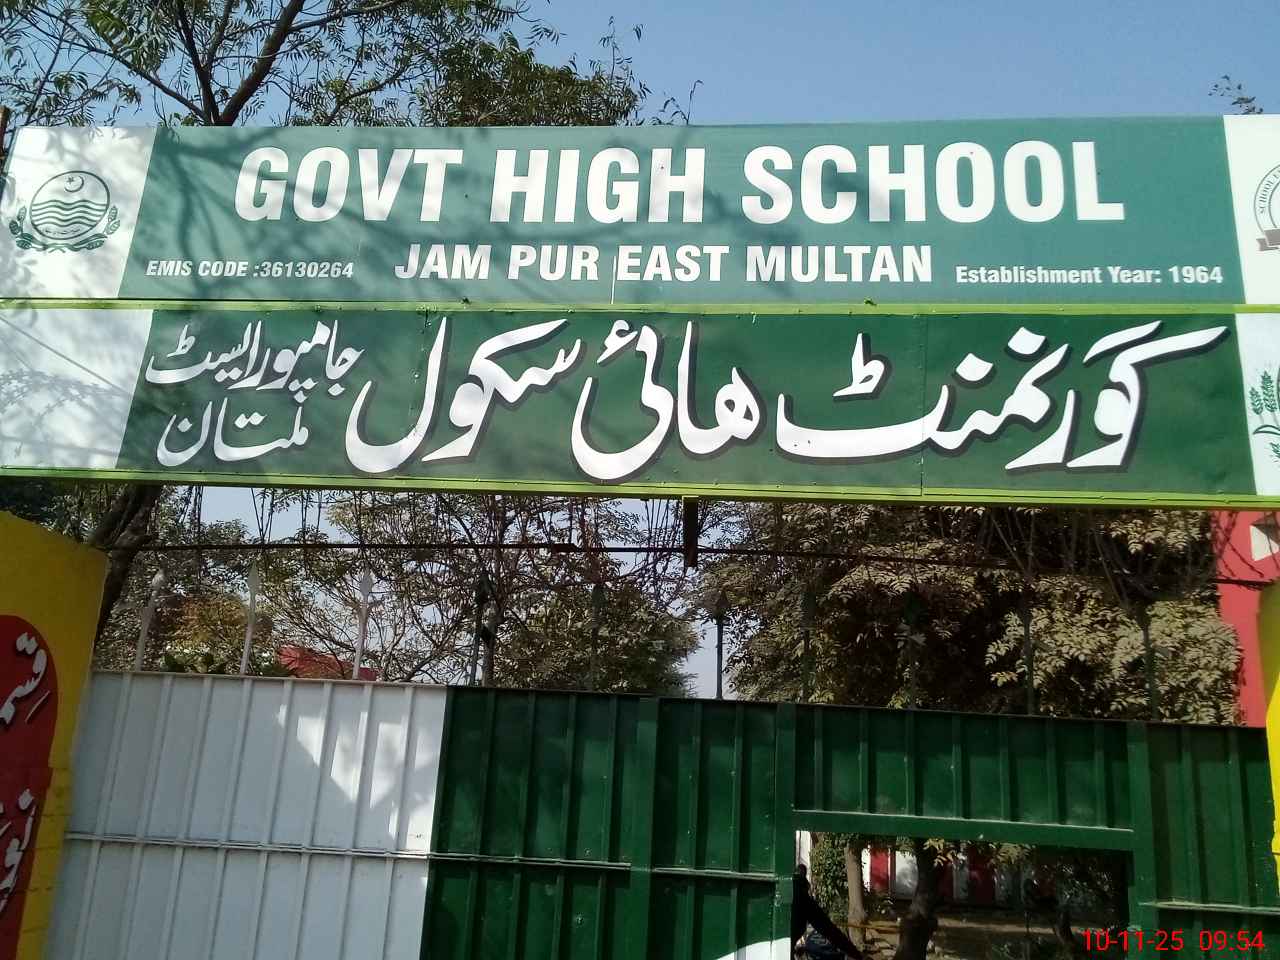 GOVT HIGH SCHOOL
JAM PUR EAST MULTAN
EMIS CODE :36130264
Establishment Year: 1964
گورنمنٹ ھائی سکول
جامپور ایسٹ
ملتان
10-11-25 09:54